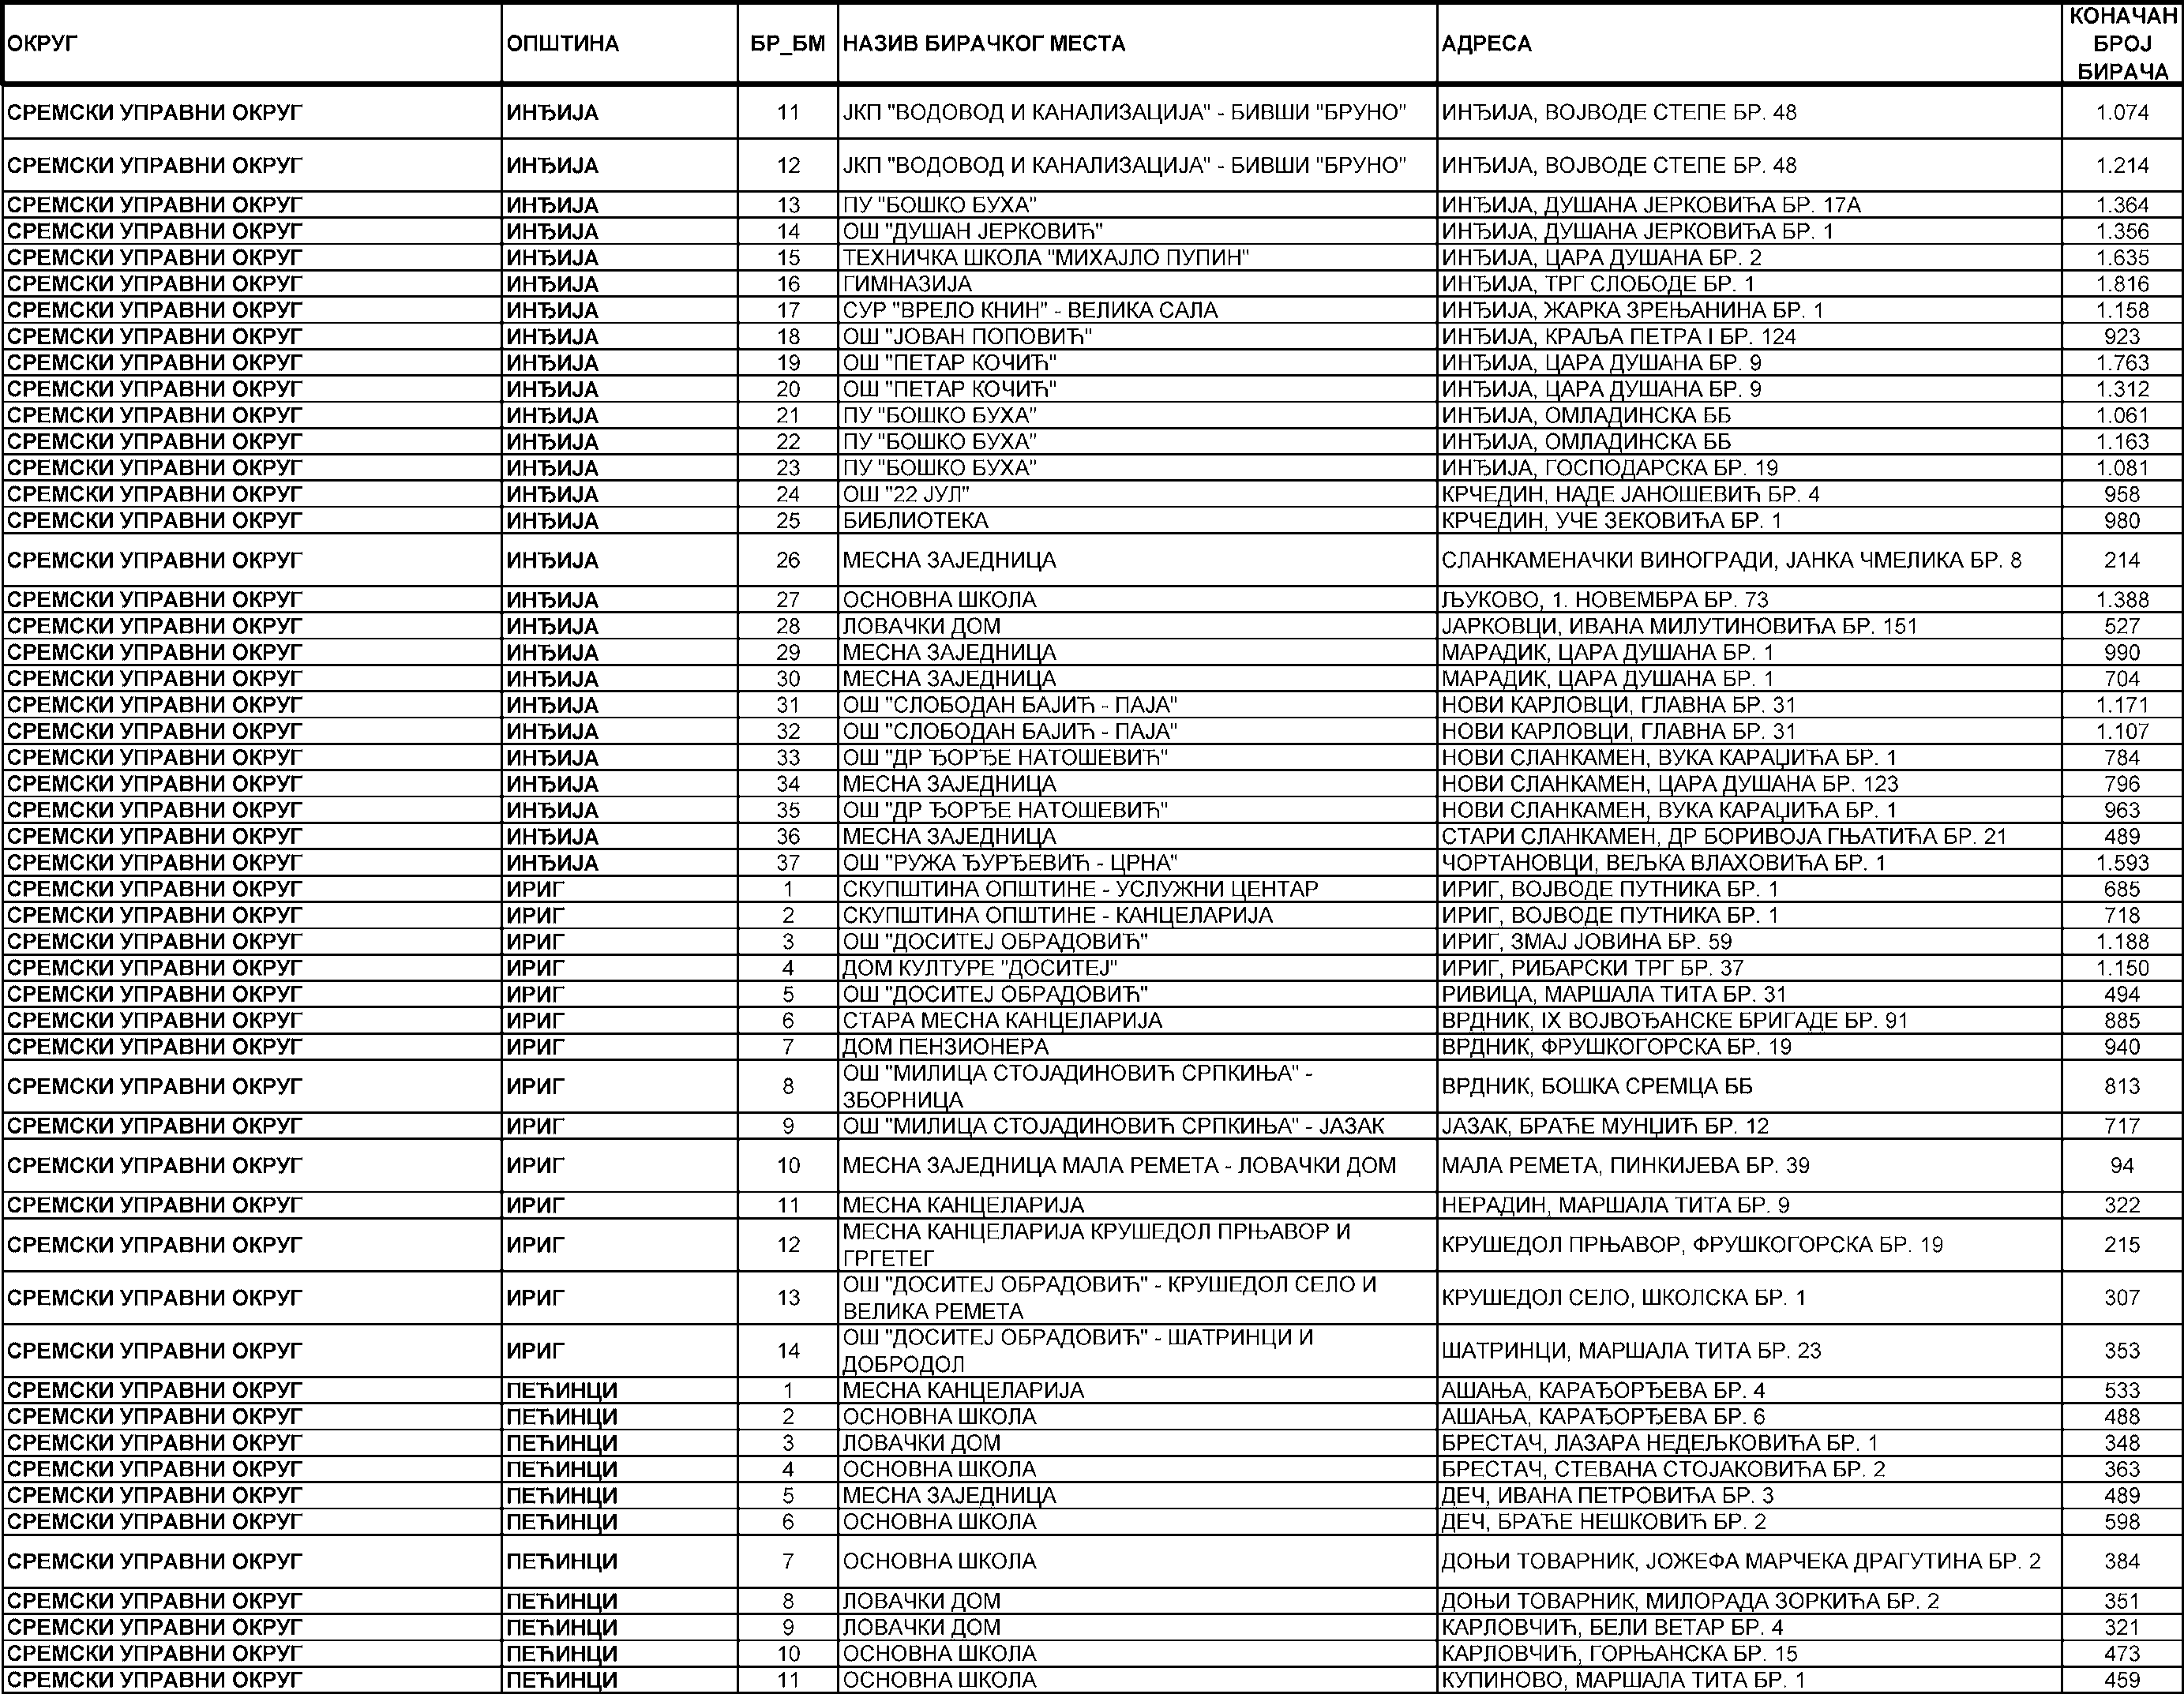 ОКРУГ ОПШТИНА БР_БМ НАЗИВ БИРАЧКОГ МЕСТА АДРЕСА КОНАЧАН БРОЈ БИРАЧА
СРЕМСКИ УПРАВНИ ОКРУГ ИНЂИЈА 11 ЈКП "ВОДОВОД И КАНАЛИЗАЦИЈА" - БИВШИ "БРУНО" ИНЂИЈА, ВОЈВОДЕ СТЕПЕ БР. 48 1.074
СРЕМСКИ УПРАВНИ ОКРУГ ИНЂИЈА 12 ЈКП "ВОДОВОД И КАНАЛИЗАЦИЈА" - БИВШИ "БРУНО" ИНЂИЈА, ВОЈВОДЕ СТЕПЕ БР. 48 1.214
СРЕМСКИ УПРАВНИ ОКРУГ ИНЂИЈА 13 ПУ "БОШКО БУХА" ИНЂИЈА, ДУШАНА ЈЕРКОВИЋА БР. 17А 1.364
СРЕМСКИ УПРАВНИ ОКРУГ ИНЂИЈА 14 ОШ "ДУШАН ЈЕРКОВИЋ" ИНЂИЈА, ДУШАНА ЈЕРКОВИЋА БР. 1 1.356
СРЕМСКИ УПРАВНИ ОКРУГ ИНЂИЈА 15 ТЕХНИЧКА ШКОЛА "МИХАЈЛО ПУПИН" ИНЂИЈА, ЦАРА ДУШАНА БР. 2 1.635
СРЕМСКИ УПРАВНИ ОКРУГ ИНЂИЈА 16 ГИМНАЗИЈА ИНЂИЈА, ТРГ СЛОБОДЕ БР. 1 1.816
СРЕМСКИ УПРАВНИ ОКРУГ ИНЂИЈА 17 СУР "ВРЕЛО КНИН" - ВЕЛИКА САЛА ИНЂИЈА, ЖАРКА ЗРЕЊАНИНА БР. 1 1.158
СРЕМСКИ УПРАВНИ ОКРУГ ИНЂИЈА 18 ОШ "ЈОВАН ПОПОВИЋ" ИНЂИЈА, КРАЉА ПЕТРА I БР. 124 923
СРЕМСКИ УПРАВНИ ОКРУГ ИНЂИЈА 19 ОШ "ПЕТАР КОЧИЋ" ИНЂИЈА, ЦАРА ДУШАНА БР. 9 1.763
СРЕМСКИ УПРАВНИ ОКРУГ ИНЂИЈА 20 ОШ "ПЕТАР КОЧИЋ" ИНЂИЈА, ЦАРА ДУШАНА БР. 9 1.312
СРЕМСКИ УПРАВНИ ОКРУГ ИНЂИЈА 21 ПУ "БОШКО БУХА" ИНЂИЈА, ОМЛАДИНСКА ББ 1.061
СРЕМСКИ УПРАВНИ ОКРУГ ИНЂИЈА 22 ПУ "БОШКО БУХА" ИНЂИЈА, ОМЛАДИНСКА ББ 1.163
СРЕМСКИ УПРАВНИ ОКРУГ ИНЂИЈА 23 ПУ "БОШКО БУХА" ИНЂИЈА, ГОСПОДАРСКА БР. 19 1.081
СРЕМСКИ УПРАВНИ ОКРУГ ИНЂИЈА 24 ОШ "22 ЈУЛ" КРЧЕДИН, НАДЕ ЈАНОШЕВИЋ БР. 4 958
СРЕМСКИ УПРАВНИ ОКРУГ ИНЂИЈА 25 БИБЛИОТЕКА КРЧЕДИН, УЧЕ ЗЕКОВИЋА БР. 1 980
СРЕМСКИ УПРАВНИ ОКРУГ ИНЂИЈА 26 МЕСНА ЗАЈЕДНИЦА СЛАНКАМЕНАЧКИ ВИНОГРАДИ, ЈАНКА ЧМЕЛИКА БР. 8 214
СРЕМСКИ УПРАВНИ ОКРУГ ИНЂИЈА 27 ОСНОВНА ШКОЛА ЉУКОВО, 1. НОВЕМБРА БР. 73 1.388
СРЕМСКИ УПРАВНИ ОКРУГ ИНЂИЈА 28 ЛОВАЧКИ ДОМ ЈАРКОВЦИ, ИВАНА МИЛУТИНОВИЋА БР. 151 527
СРЕМСКИ УПРАВНИ ОКРУГ ИНЂИЈА 29 МЕСНА ЗАЈЕДНИЦА МАРАДИК, ЦАРА ДУШАНА БР. 1 990
СРЕМСКИ УПРАВНИ ОКРУГ ИНЂИЈА 30 МЕСНА ЗАЈЕДНИЦА МАРАДИК, ЦАРА ДУШАНА БР. 1 704
СРЕМСКИ УПРАВНИ ОКРУГ ИНЂИЈА 31 ОШ "СЛОБОДАН БАЈИЋ - ПАЈА" НОВИ КАРЛОВЦИ, ГЛАВНА БР. 31 1.171
СРЕМСКИ УПРАВНИ ОКРУГ ИНЂИЈА 32 ОШ "СЛОБОДАН БАЈИЋ - ПАЈА" НОВИ КАРЛОВЦИ, ГЛАВНА БР. 31 1.107
СРЕМСКИ УПРАВНИ ОКРУГ ИНЂИЈА 33 ОШ "ДР ЂОРЂЕ НАТОШЕВИЋ" НОВИ СЛАНКАМЕН, ВУКА КАРАЏИЋА БР. 1 784
СРЕМСКИ УПРАВНИ ОКРУГ ИНЂИЈА 34 МЕСНА ЗАЈЕДНИЦА НОВИ СЛАНКАМЕН, ЦАРА ДУШАНА БР. 123 796
СРЕМСКИ УПРАВНИ ОКРУГ ИНЂИЈА 35 ОШ "ДР ЂОРЂЕ НАТОШЕВИЋ" НОВИ СЛАНКАМЕН, ВУКА КАРАЏИЋА БР. 1 963
СРЕМСКИ УПРАВНИ ОКРУГ ИНЂИЈА 36 МЕСНА ЗАЈЕДНИЦА СТАРИ СЛАНКАМЕН, ДР БОРИВОЈА ГЊАТИЋА БР. 21 489
СРЕМСКИ УПРАВНИ ОКРУГ ИНЂИЈА 37 ОШ "РУЖА ЂУРЂЕВИЋ - ЦРНА" ЧОРТАНОВЦИ, ВЕЉКА ВЛАХОВИЋА БР. 1 1.593
СРЕМСКИ УПРАВНИ ОКРУГ ИРИГ 1 СКУПШТИНА ОПШТИНЕ - УСЛУЖНИ ЦЕНТАР ИРИГ, ВОЈВОДЕ ПУТНИКА БР. 1 685
СРЕМСКИ УПРАВНИ ОКРУГ ИРИГ 2 СКУПШТИНА ОПШТИНЕ - КАНЦЕЛАРИЈА ИРИГ, ВОЈВОДЕ ПУТНИКА БР. 1 718
СРЕМСКИ УПРАВНИ ОКРУГ ИРИГ 3 ОШ "ДОСИТЕЈ ОБРАДОВИЋ" ИРИГ, ЗМАЈ ЈОВИНА БР. 59 1.188
СРЕМСКИ УПРАВНИ ОКРУГ ИРИГ 4 ДОМ КУЛТУРЕ "ДОСИТЕЈ" ИРИГ, РИБАРСКИ ТРГ БР. 37 1.150
СРЕМСКИ УПРАВНИ ОКРУГ ИРИГ 5 ОШ "ДОСИТЕЈ ОБРАДОВИЋ" РИВИЦА, МАРШАЛА ТИТА БР. 31 494
СРЕМСКИ УПРАВНИ ОКРУГ ИРИГ 6 СТАРА МЕСНА КАНЦЕЛАРИЈА ВРДНИК, IX ВОЈВОЂАНСКЕ БРИГАДЕ БР. 91 885
СРЕМСКИ УПРАВНИ ОКРУГ ИРИГ 7 ДОМ ПЕНЗИОНЕРА ВРДНИК, ФРУШКОГОРСКА БР. 19 940
СРЕМСКИ УПРАВНИ ОКРУГ ИРИГ 8 ОШ "МИЛИЦА СТОЈАДИНОВИЋ СРПКИЊА" - ЗБОРНИЦА ВРДНИК, БОШКА СРЕМЦА ББ 813
СРЕМСКИ УПРАВНИ ОКРУГ ИРИГ 9 ОШ "МИЛИЦА СТОЈАДИНОВИЋ СРПКИЊА" - ЈАЗАК ЈАЗАК, БРАЋЕ МУНЏИЋ БР. 12 717
СРЕМСКИ УПРАВНИ ОКРУГ ИРИГ 10 МЕСНА ЗАЈЕДНИЦА МАЛА РЕМЕТА - ЛОВАЧКИ ДОМ МАЛА РЕМЕТА, ПИНКИЈЕВА БР. 39 94
СРЕМСКИ УПРАВНИ ОКРУГ ИРИГ 11 МЕСНА КАНЦЕЛАРИЈА НЕРАДИН, МАРШАЛА ТИТА БР. 9 322
СРЕМСКИ УПРАВНИ ОКРУГ ИРИГ 12 МЕСНА КАНЦЕЛАРИЈА КРУШЕДОЛ ПРЊАВОР И ГРГЕТЕГ КРУШЕДОЛ ПРЊАВОР, ФРУШКОГОРСКА БР. 19 215
СРЕМСКИ УПРАВНИ ОКРУГ ИРИГ 13 ОШ "ДОСИТЕЈ ОБРАДОВИЋ" - КРУШЕДОЛ СЕЛО И ВЕЛИКА РЕМЕТА КРУШЕДОЛ СЕЛО, ШКОЛСКА БР. 1 307
СРЕМСКИ УПРАВНИ ОКРУГ ИРИГ 14 ОШ "ДОСИТЕЈ ОБРАДОВИЋ" - ШАТРИНЦИ И ДОБРОДОЛ ШАТРИНЦИ, МАРШАЛА ТИТА БР. 23 353
СРЕМСКИ УПРАВНИ ОКРУГ ПЕЋИНЦИ 1 МЕСНА КАНЦЕЛАРИЈА АШАЊА, КАРАЂОРЂЕВА БР. 4 533
СРЕМСКИ УПРАВНИ ОКРУГ ПЕЋИНЦИ 2 ОСНОВНА ШКОЛА АШАЊА, КАРАЂОРЂЕВА БР. 6 488
СРЕМСКИ УПРАВНИ ОКРУГ ПЕЋИНЦИ 3 ЛОВАЧКИ ДОМ БРЕСТАЧ, ЛАЗАРА НЕДЕЉКОВИЋА БР. 1 348
СРЕМСКИ УПРАВНИ ОКРУГ ПЕЋИНЦИ 4 ОСНОВНА ШКОЛА БРЕСТАЧ, СТЕВАНА СТОЈАКОВИЋА БР. 2 363
СРЕМСКИ УПРАВНИ ОКРУГ ПЕЋИНЦИ 5 МЕСНА ЗАЈЕДНИЦА ДЕЧ, ИВАНА ПЕТРОВИЋА БР. 3 489
СРЕМСКИ УПРАВНИ ОКРУГ ПЕЋИНЦИ 6 ОСНОВНА ШКОЛА ДЕЧ, БРАЋЕ НЕШКОВИЋ БР. 2 598
СРЕМСКИ УПРАВНИ ОКРУГ ПЕЋИНЦИ 7 ОСНОВНА ШКОЛА ДОЊИ ТОВАРНИК, ЈОЖЕФА МАРЧЕКА ДРАГУТИНА БР. 2 384
СРЕМСКИ УПРАВНИ ОКРУГ ПЕЋИНЦИ 8 ЛОВАЧКИ ДОМ ДОЊИ ТОВАРНИК, МИЛОРАДА ЗОРКИЋА БР. 2 351
СРЕМСКИ УПРАВНИ ОКРУГ ПЕЋИНЦИ 9 ЛОВАЧКИ ДОМ КАРЛОВЧИЋ, БЕЛИ ВЕТАР БР. 4 321
СРЕМСКИ УПРАВНИ ОКРУГ ПЕЋИНЦИ 10 ОСНОВНА ШКОЛА КАРЛОВЧИЋ, ГОРЊАНСКА БР. 15 473
СРЕМСКИ УПРАВНИ ОКРУГ ПЕЋИНЦИ 11 ОСНОВНА ШКОЛА КУПИНОВО, МАРШАЛА ТИТА БР. 1 459